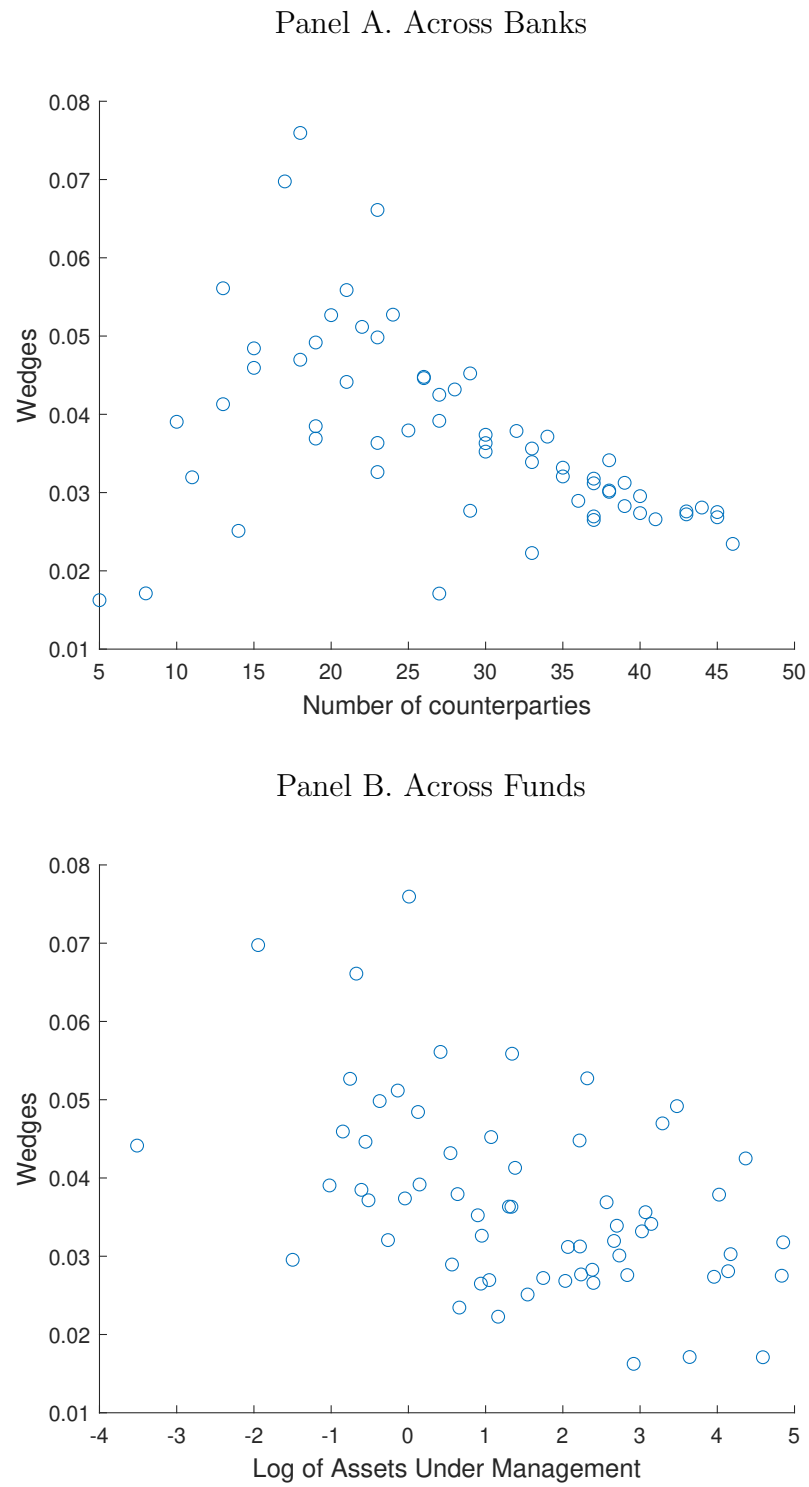 Panel A. Across Banks
0.08
0.07
0.06
0.05
0.04
0.03
0.02
0.01
Wedges
5 10 15 20 25 30 35 40 45 50
Number of counterparties
Panel B. Across Funds
0.08
0.07
0.06
0.05
0.04
0.03
0.02
0.01
Wedges
-4 -3 -2 -1 0 1 2 3 4 5
Log of Assets Under Management